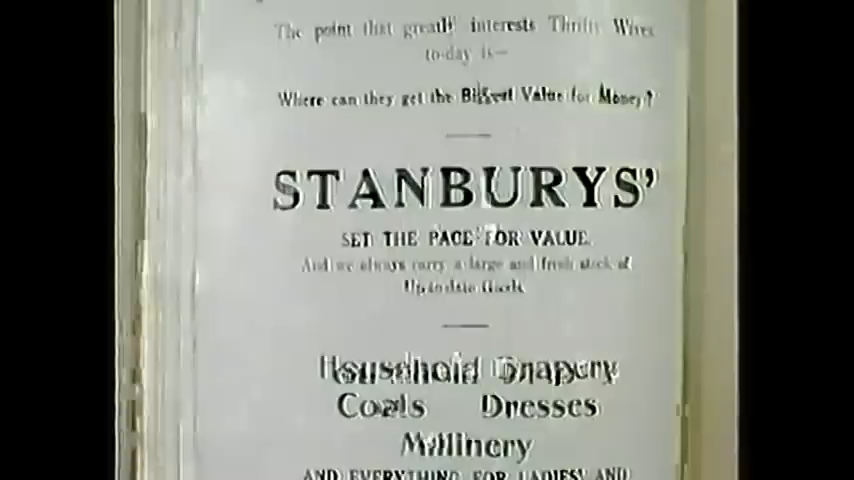 The point that greatly interests Thrifty Wives
to-day is—
Where can they get the Biggest Value for Money?
STANBURYS'
SET THE PACE FOR VALUE
And we always carry a large and fresh stock of
Up-to-date Goods.
Household Drapery
Coats Dresses
Millinery
AND EVERYTHING FOR LADIES' AND